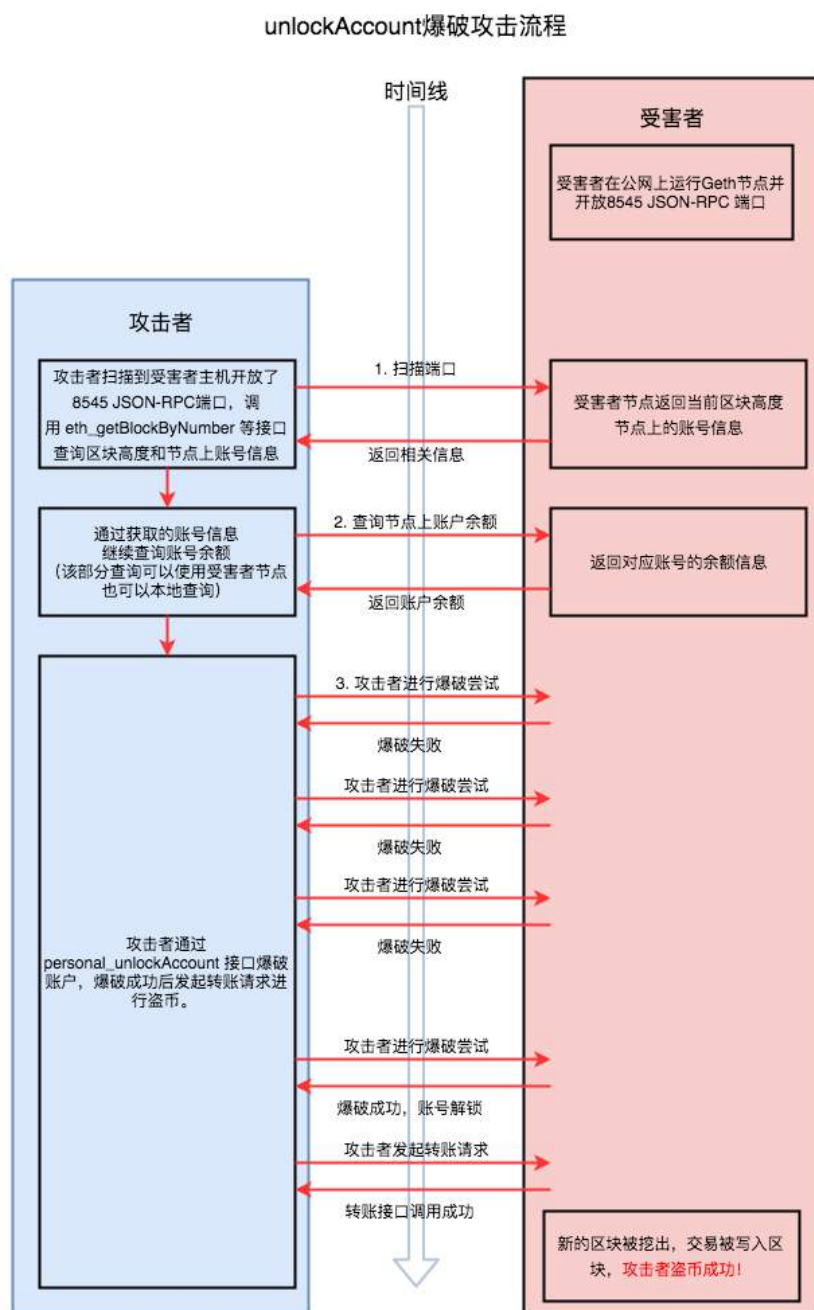 unlockAccount爆破攻击流程
时间线
受害者
受害者在公网上运行Geth节点并
开放8545 JSON-RPC 端口
攻击者
攻击者扫描到受害者主机开放了
8545 JSON-RPC端口，调
用 eth_getBlockByNumber 等接口
查询区块高度和节点上账号信息
1. 扫描端口
返回相关信息
受害者节点返回当前区块高度
节点上的账号信息
通过获取的账号信息
继续查询账号余额
（该部分查询可以使用受害者节点
也可以本地查询）
2. 查询节点上账户余额
返回账户余额
返回对应账号的余额信息
3. 攻击者进行爆破尝试
爆破失败
攻击者进行爆破尝试
爆破失败
攻击者进行爆破尝试
爆破失败
攻击者通过
personal_unlockAccount 接口爆破
账户，爆破成功后发起转账请求进
行盗币。
攻击者进行爆破尝试
爆破成功，账号解锁
攻击者发起转账请求
转账接口调用成功
新的区块被挖出，交易被写入区
块，攻击者盗币成功！